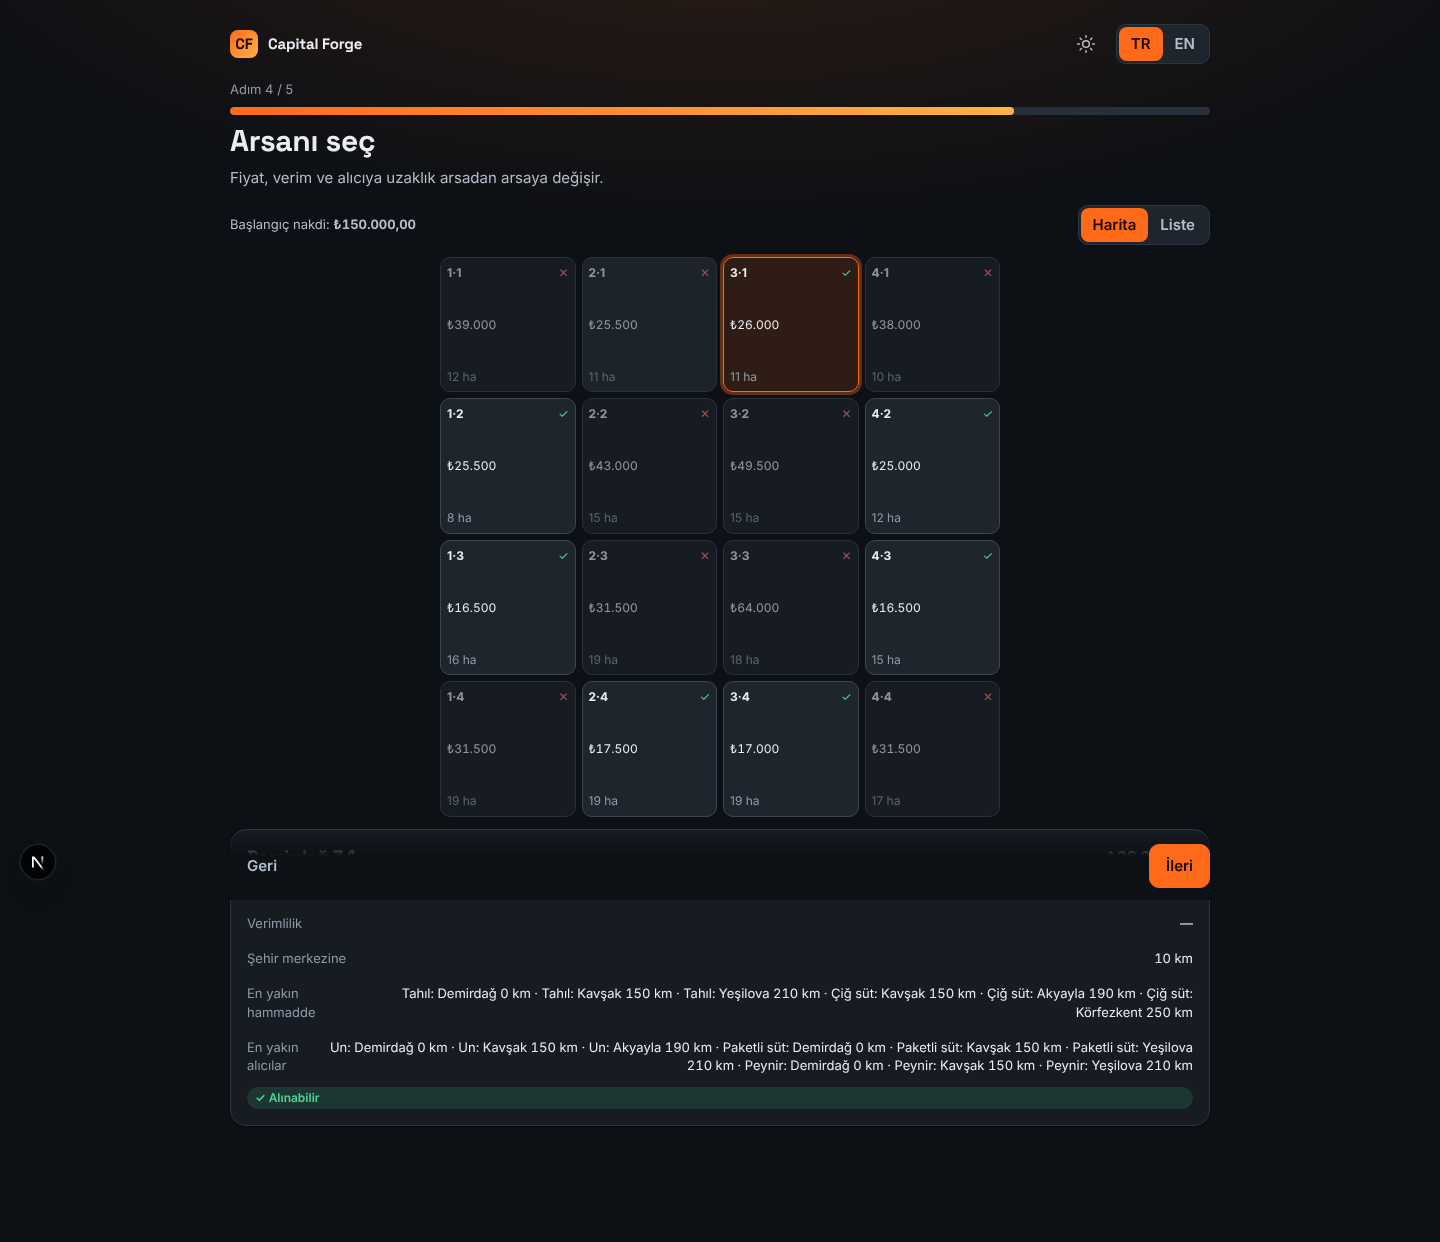 CF Capital Forge
TR EN
Adım 4 / 5
Arsanı seç
Fiyat, verim ve alıcıya uzaklık arsadan arsaya değişir.
Başlangıç nakdi: ₺150.000,00
Harita Liste
1·1 ✕ 2·1 ✕ 3·1 ✓ 4·1 ✕
₺39.000 ₺25.500 ₺26.000 ₺38.000
12 ha 11 ha 11 ha 10 ha
1·2 ✓ 2·2 ✕ 3·2 ✕ 4·2 ✓
₺25.500 ₺43.000 ₺49.500 ₺25.000
8 ha 15 ha 15 ha 12 ha
1·3 ✓ 2·3 ✕ 3·3 ✕ 4·3 ✓
₺16.500 ₺31.500 ₺64.000 ₺16.500
16 ha 19 ha 18 ha 15 ha
1·4 ✕ 2·4 ✓ 3·4 ✓ 4·4 ✕
₺31.500 ₺17.500 ₺17.000 ₺31.500
19 ha 19 ha 19 ha 17 ha
Geri İleri
N
Verimlilik —
Şehir merkezine 10 km
En yakın hammadde
Tahıl: Demirdağ 0 km · Tahıl: Kavşak 150 km · Tahıl: Yeşilova 210 km · Çiğ süt: Kavşak 150 km · Çiğ süt: Akyayla 190 km · Çiğ süt:
Körfezkent 250 km
En yakın alıcılar
Un: Demirdağ 0 km · Un: Kavşak 150 km · Un: Akyayla 190 km · Paketli süt: Demirdağ 0 km · Paketli süt: Kavşak 150 km · Paketli süt: Yeşilova
210 km · Peynir: Demirdağ 0 km · Peynir: Kavşak 150 km · Peynir: Yeşilova 210 km
✓ Alınabilir